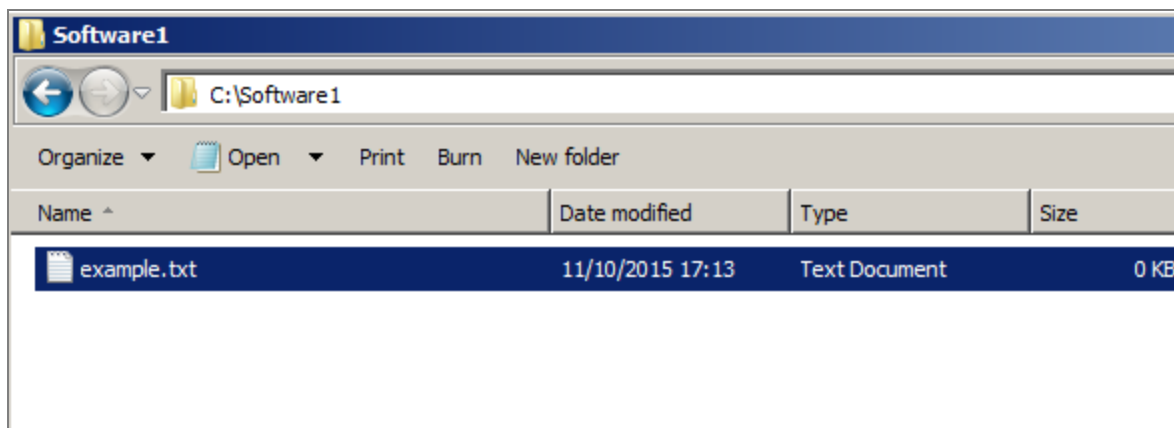 Software1
C:\Software1
Organize Open Print Burn New folder
Name Date modified Type Size
example.txt 11/10/2015 17:13 Text Document 0 KB